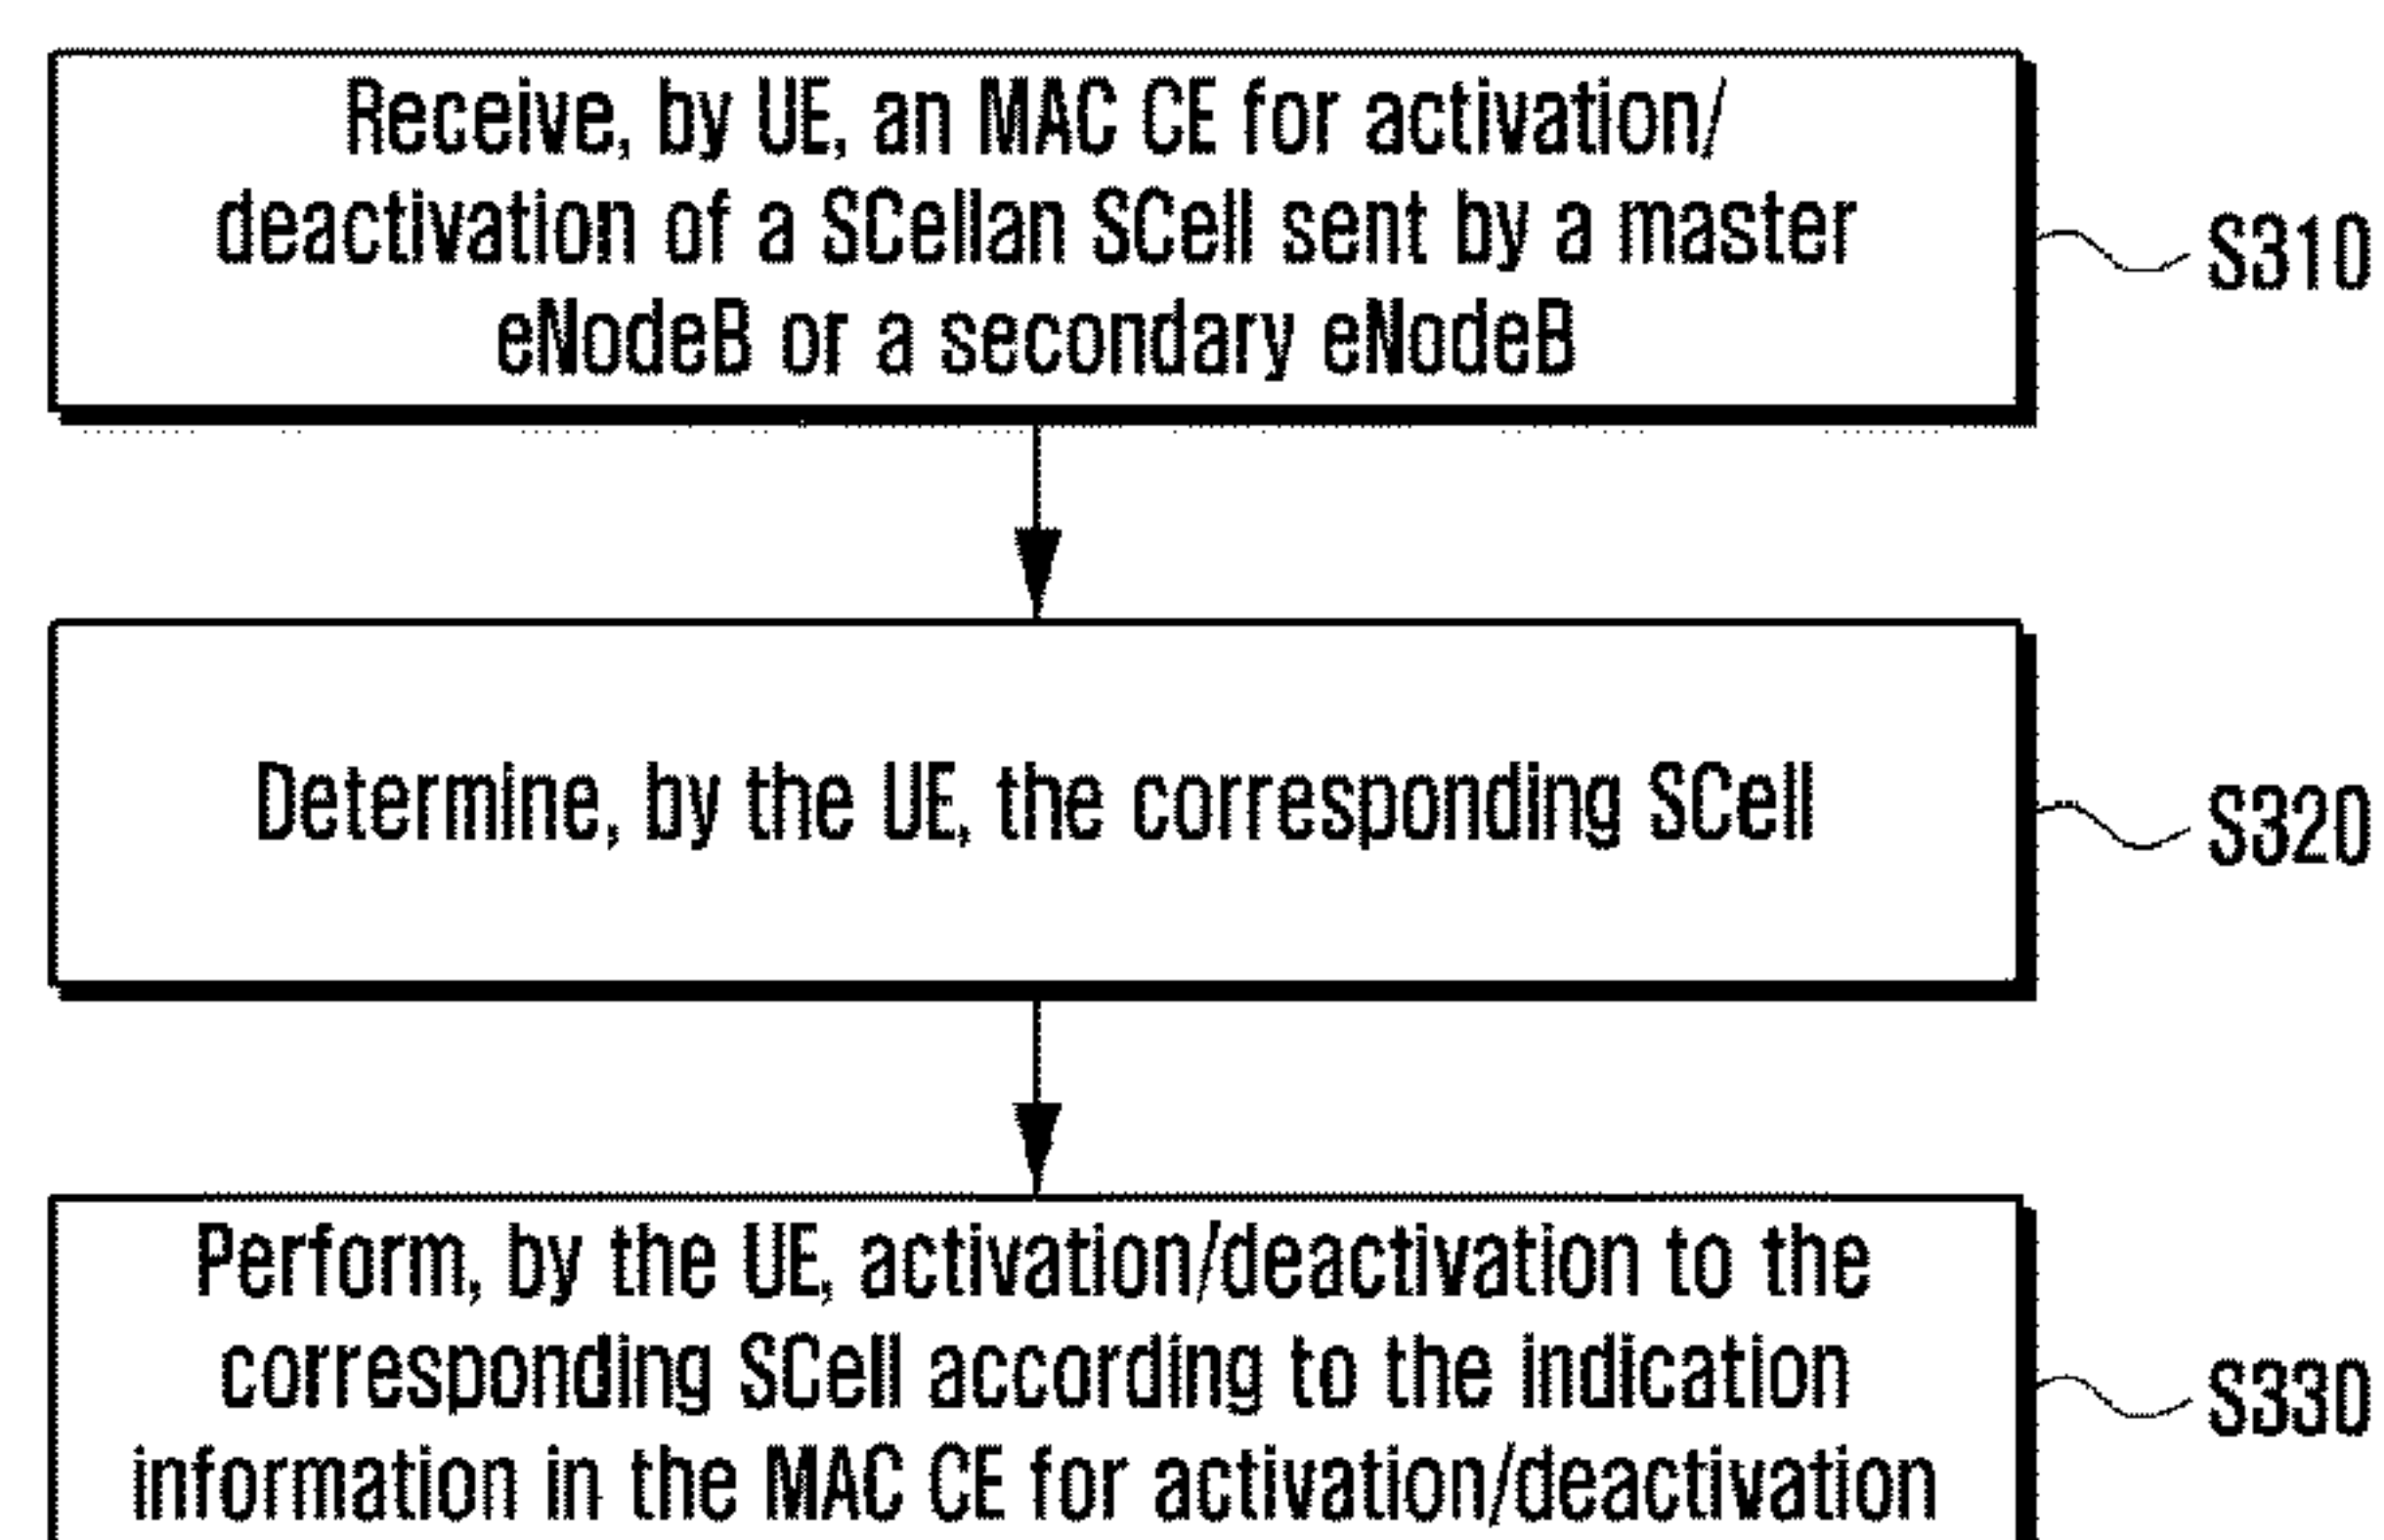 Receive, by UE, an MAC CE for activation/
deactivation of a SCellan SCell sent by a master
eNodeB or a secondary eNodeB
S310
Determine, by the UE, the corresponding SCell
S320
Perform, by the UE, activation/deactivation to the
corresponding SCell according to the indication
information in the MAC CE for activation/deactivation
S330